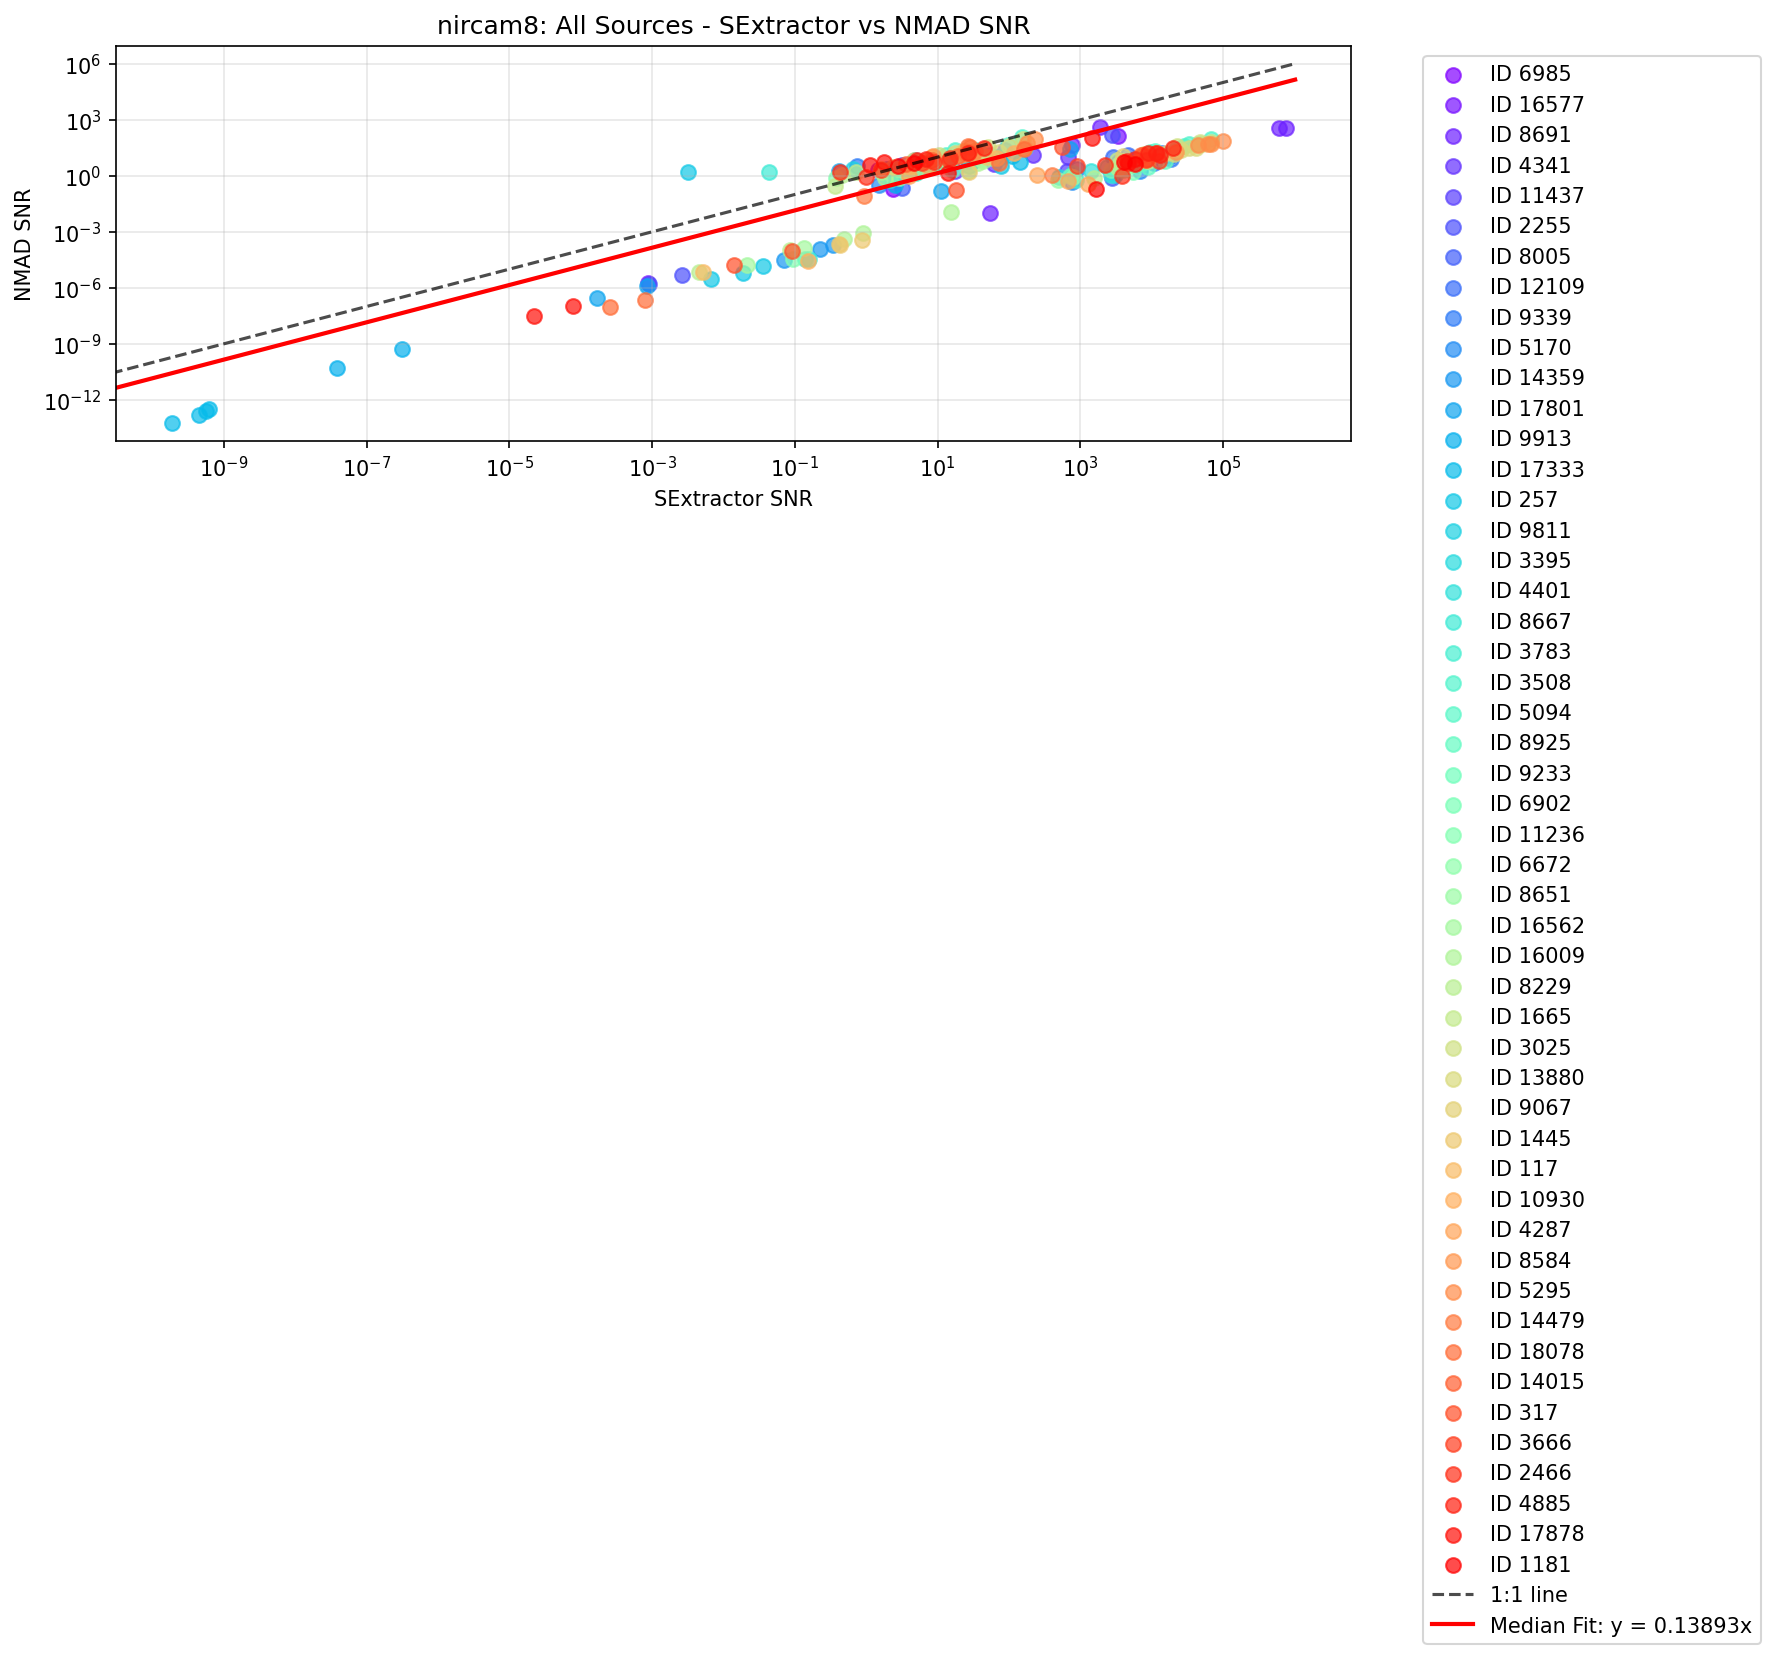 nircam8: All Sources - SExtractor vs NMAD SNR
NMAD SNR
10^6
10^3
10^0
10^−3
10^−6
10^−9
10^−12
10^−9
10^−7
10^−5
10^−3
10^−1
10^1
10^3
10^5
SExtractor SNR
ID 6985
ID 16577
ID 8691
ID 4341
ID 11437
ID 2255
ID 8005
ID 12109
ID 9339
ID 5170
ID 14359
ID 17801
ID 9913
ID 17333
ID 257
ID 9811
ID 3395
ID 4401
ID 8667
ID 3783
ID 3508
ID 5094
ID 8925
ID 9233
ID 6902
ID 11236
ID 6672
ID 8651
ID 16562
ID 16009
ID 8229
ID 1665
ID 3025
ID 13880
ID 9067
ID 1445
ID 117
ID 10930
ID 4287
ID 8584
ID 5295
ID 14479
ID 18078
ID 14015
ID 317
ID 3666
ID 2466
ID 4885
ID 17878
ID 1181
1:1 line
Median Fit: y = 0.13893x